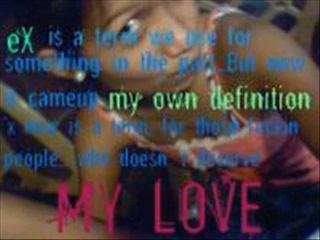 eX is a term we use for
something in the past But now
i cameup my own definition
x now is a term for those fuckin
people who doesn't deserve
MY LOVE